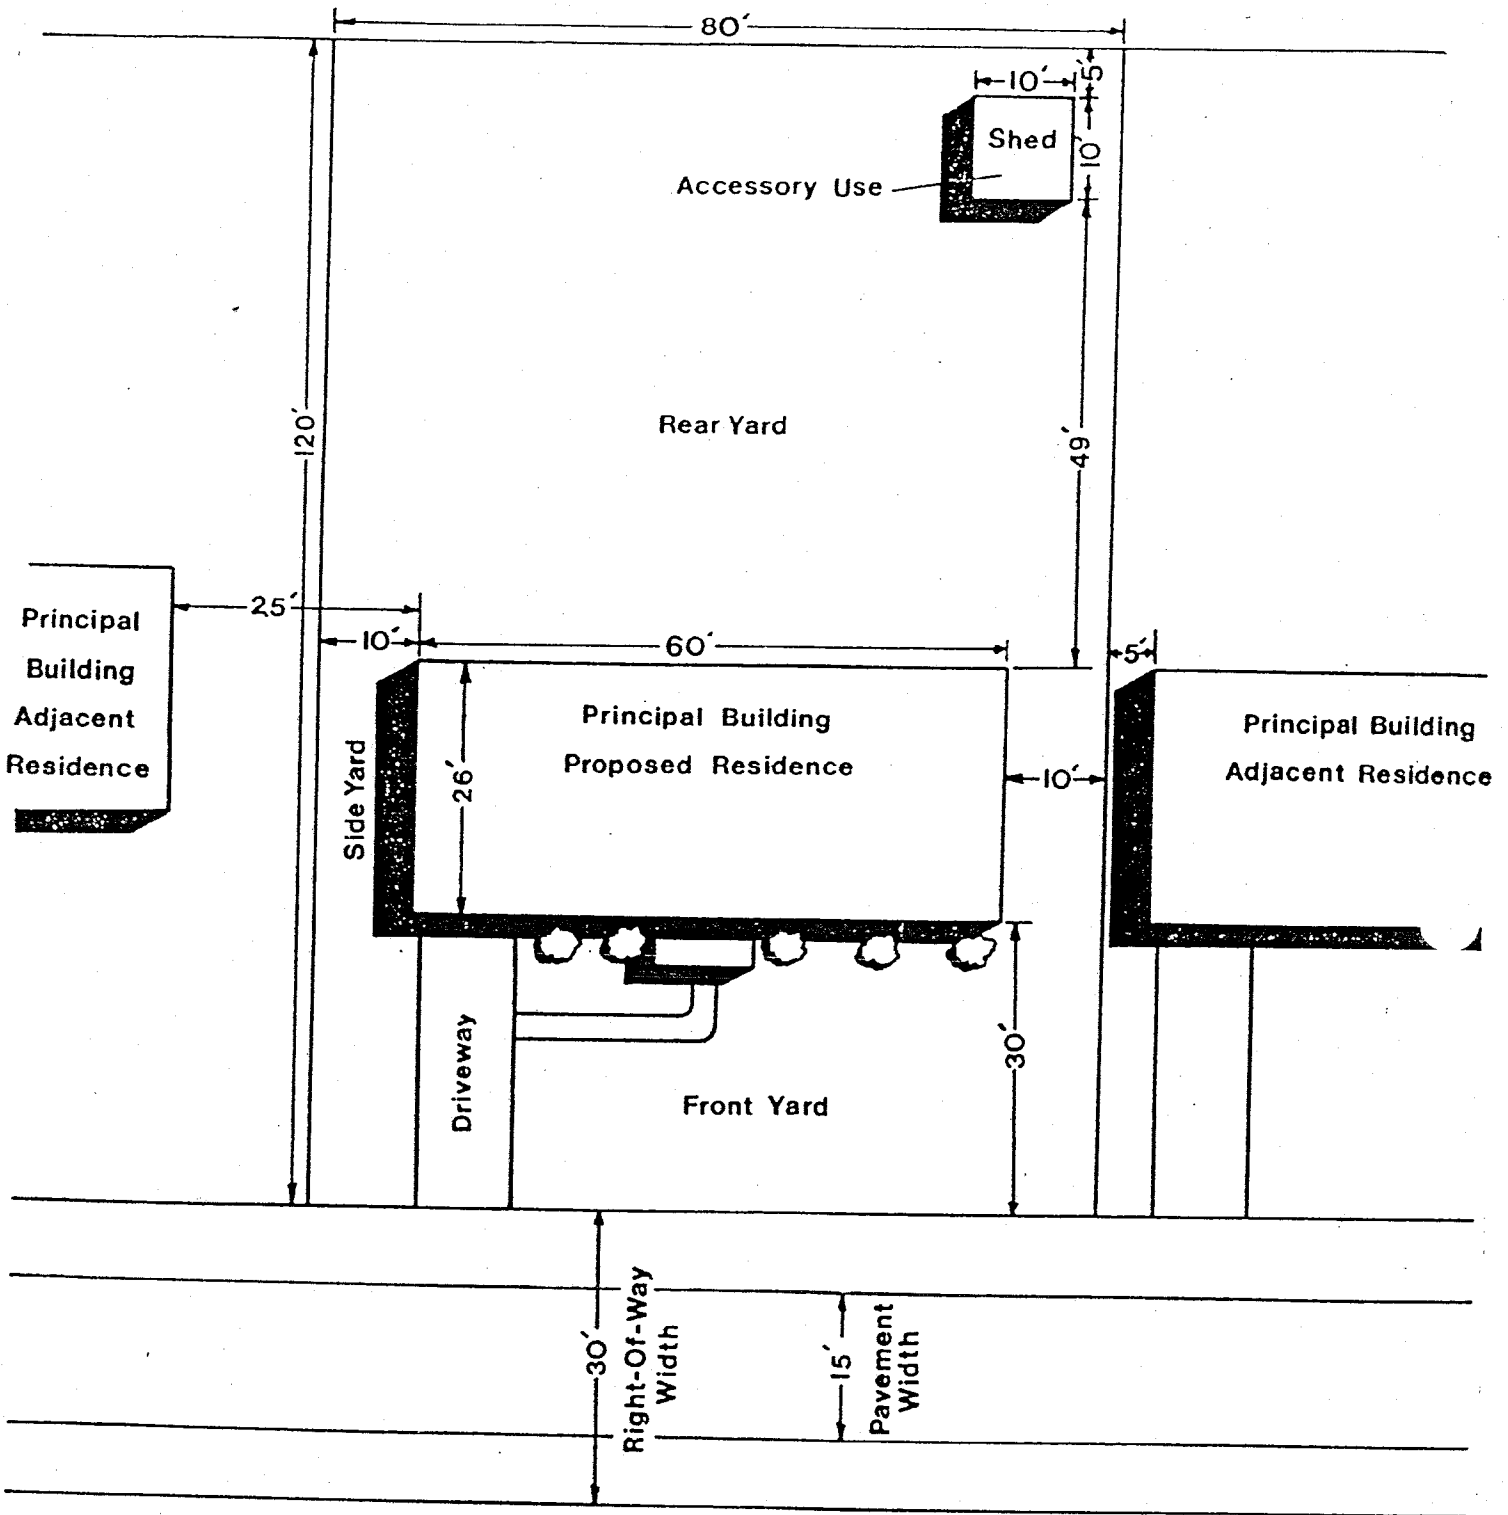 80′
10′
5′
Shed
10′
Accessory Use
120′
Rear Yard
49′
25′
10′
60′
5′
Principal
Building
Adjacent
Residence
Side Yard
26′
Principal Building
Proposed Residence
10′
Principal Building
Adjacent Residence
Driveway
Front Yard
30′
30′
Right-Of-Way
Width
15′
Pavement
Width